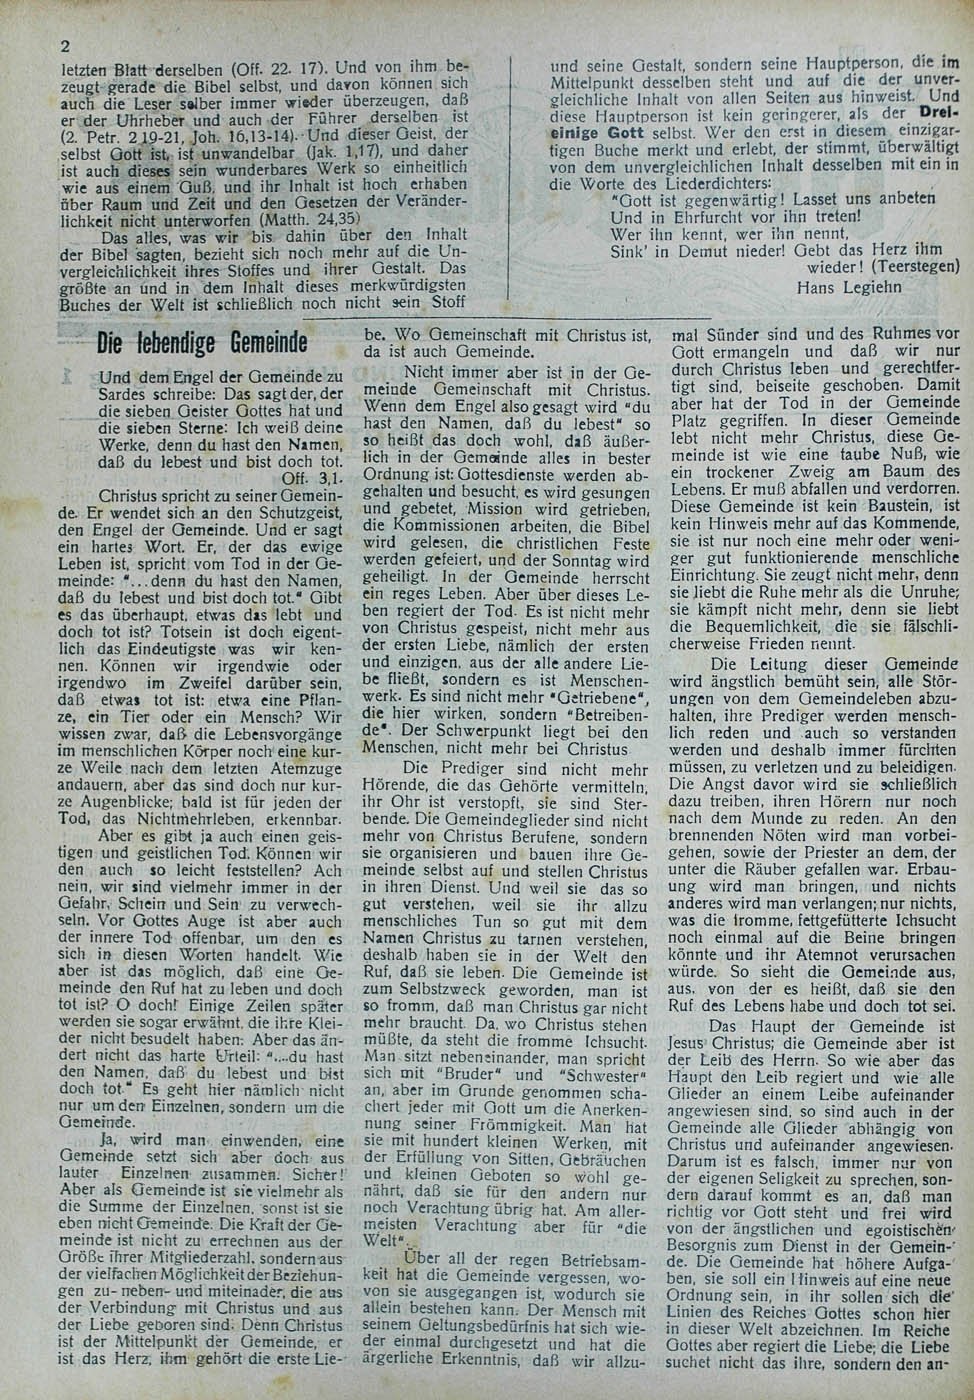 2
letzten Blatt derselben (Off. 22. 17). Und von ihm be-
zeugt gerade die Bibel selbst, und davon können sich
auch die Leser selber immer wieder überzeugen, daß
er der Uhrheber und auch der Führer derselben ist
(2. Petr. 2,19-21, Joh. 16,13-14). Und dieser Geist, der
selbst Gott ist, ist unwandelbar (Jak. 1,17), und daher
ist auch dieses sein wunderbares Werk so einheitlich
wie aus einem Guß, und ihr Inhalt ist hoch erhaben
über Raum und Zeit und den Gesetzen der Veränder-
lichkeit nicht unterworfen (Matth. 24,35)
Das alles, was wir bis dahin über den Inhalt
der Bibel sagten, bezieht sich noch mehr auf die Un-
vergleichlichkeit ihres Stoffes und ihrer Gestalt. Das
größte an und in dem Inhalt dieses merkwürdigsten
Buches der Welt ist schließlich noch nicht sein Stoff
und seine Gestalt, sondern seine Hauptperson, die im
Mittelpunkt desselben steht und auf die der unver-
gleichliche Inhalt von allen Seiten aus hinweist. Und
diese Hauptperson ist kein geringerer, als der Drei-
einige Gott selbst. Wer den erst in diesem einzigar-
tigen Buche merkt und erlebt, der stimmt, überwältigt
von dem unvergleichlichen Inhalt desselben mit ein in
die Worte des Liederdichters:
"Gott ist gegenwärtig! Lasset uns anbeten
Und in Ehrfurcht vor ihn treten!
Wer ihn kennt, wer ihn nennt,
Sink' in Demut nieder! Gebt das Herz ihm
wieder! (Teerstegen)
Hans Legiehn
Die lebendige Gemeinde
Und dem Engel der Gemeinde zu
Sardes schreibe: Das sagt der, der
die sieben Geister Gottes hat und
die sieben Sterne: Ich weiß deine
Werke, denn du hast den Namen,
daß du lebest und bist doch tot.
Off. 3,1.
Christus spricht zu seiner Gemein-
de. Er wendet sich an den Schutzgeist,
den Engel der Gemeinde. Und er sagt
ein hartes Wort. Er, der das ewige
Leben ist, spricht vom Tod in der Ge-
meinde: "...denn du hast den Namen,
daß du lebest und bist doch tot." Gibt
es das überhaupt, etwas das lebt und
doch tot ist? Totsein ist doch eigent-
lich das Eindeutigste was wir ken-
nen. Können wir irgendwie oder
irgendwo im Zweifel darüber sein,
daß etwas tot ist: etwa eine Pflan-
ze, ein Tier oder ein Mensch? Wir
wissen zwar, daß die Lebensvorgänge
im menschlichen Körper noch eine kur-
ze Weile nach dem letzten Atemzuge
andauern, aber das sind doch nur kur-
ze Augenblicke; bald ist für jeden der
Tod, das Nichtmehrleben, erkennbar.
Aber es gibt ja auch einen geis-
tigen und geistlichen Tod. Können wir
den auch so leicht feststellen? Ach
nein, wir sind vielmehr immer in der
Gefahr, Schein und Sein zu verwech-
seln. Vor Gottes Auge ist aber auch
der innere Tod offenbar, um den es
sich in diesen Worten handelt. Wie
aber ist das möglich, daß eine Ge-
meinde den Ruf hat zu leben und doch
tot ist? O doch! Einige Zeilen später
werden sie sogar erwähnt, die ihre Klei-
der nicht besudelt haben: Aber das än-
dert nicht das harte Urteil: "....du hast
den Namen, daß du lebest und bist
doch tot." Es geht hier nämlich nicht
nur um den Einzelnen, sondern um die
Gemeinde.
Ja, wird man einwenden, eine
Gemeinde setzt sich aber doch aus
lauter Einzelnen zusammen. Sicher!
Aber als Gemeinde ist sie vielmehr als
die Summe der Einzelnen, sonst ist sie
eben nicht Gemeinde. Die Kraft der Ge-
meinde ist nicht zu errechnen aus der
Größe ihrer Mitgliederzahl, sondern aus
der vielfachen Möglichkeit der Beziehun-
gen zu- neben- und miteinader, die aus
der Verbindung mit Christus und aus
der Liebe geboren sind. Denn Christus
ist der Mittelpunkt der Gemeinde, er
ist das Herz, ihm gehört die erste Lie-
be. Wo Gemeinschaft mit Christus ist,
da ist auch Gemeinde.
Nicht immer aber ist in der Ge-
meinde Gemeinschaft mit Christus.
Wenn dem Engel also gesagt wird "du
hast den Namen, daß du lebest" so
so heißt das doch wohl, daß äußer-
lich in der Gemeinde alles in bester
Ordnung ist: Gottesdienste werden ab-
gehalten und besucht, es wird gesungen
und gebetet, Mission wird getrieben,
die Kommissionen arbeiten, die Bibel
wird gelesen, die christlichen Feste
werden gefeiert, und der Sonntag wird
geheiligt. In der Gemeinde herrscht
ein reges Leben. Aber über dieses Le-
ben regiert der Tod. Es ist nicht mehr
von Christus gespeist, nicht mehr aus
der ersten Liebe, nämlich der ersten
und einzigen, aus der alle andere Lie-
be fließt, sondern es ist Menschen-
werk. Es sind nicht mehr "Getriebene",
die hier wirken, sondern "Betreiben-
de". Der Schwerpunkt liegt bei den
Menschen, nicht mehr bei Christus
Die Prediger sind nicht mehr
Hörende, die das Gehörte vermitteln,
ihr Ohr ist verstopft, sie sind Ster-
bende. Die Gemeindeglieder sind nicht
mehr von Christus Berufene, sondern
sie organisieren und bauen ihre Ge-
meinde selbst auf und stellen Christus
in ihren Dienst. Und weil sie das so
gut verstehen, weil sie ihr allzu
menschliches Tun so gut mit dem
Namen Christus zu tarnen verstehen,
deshalb haben sie in der Welt den
Ruf, daß sie leben. Die Gemeinde ist
zum Selbstzweck geworden, man ist
so fromm, daß man Christus gar nicht
mehr braucht. Da, wo Christus stehen
müßte, da steht die fromme Ichsucht.
Man sitzt nebeneinander, man spricht
sich mit "Bruder" und "Schwester"
an, aber im Grunde genommen scha-
chert jeder mit Gott um die Anerken-
nung seiner Frömmigkeit. Man hat
sie mit hundert kleinen Werken, mit
der Erfüllung von Sitten, Gebräuchen
und kleinen Geboten so wohl ge-
nährt, daß sie für den andern nur
noch Verachtung übrig hat. Am aller-
meisten Verachtung aber für "die
Welt".
Über all der regen Betriebsam-
keit hat die Gemeinde vergessen, wo-
von sie ausgegangen ist, wodurch sie
allein bestehen kann. Der Mensch mit
seinem Geltungsbedürfnis hat sich wie-
der einmal durchgesetzt und hat die
ärgerliche Erkenntnis, daß wir allzu-
mal Sünder sind und des Ruhmes vor
Gott ermangeln und daß wir nur
durch Christus leben und gerechtfer-
tigt sind, beiseite geschoben. Damit
aber hat der Tod in der Gemeinde
Platz gegriffen. In dieser Gemeinde
lebt nicht mehr Christus, diese Ge-
meinde ist wie eine taube Nuß, wie
ein trockener Zweig am Baum des
Lebens. Er muß abfallen und verdorren.
Diese Gemeinde ist kein Baustein, ist
kein Hinweis mehr auf das Kommende,
sie ist nur noch eine mehr oder weni-
ger gut funktionierende menschliche
Einrichtung. Sie zeugt nicht mehr, denn
sie liebt die Ruhe mehr als die Unruhe;
sie kämpft nicht mehr, denn sie liebt
die Bequemlichkeit, die sie fälschli-
cherweise Frieden nennt.
Die Leitung dieser Gemeinde
wird ängstlich bemüht sein, alle Stör-
ungen von dem Gemeindeleben abzu-
halten, ihre Prediger werden mensch-
lich reden und auch so verstanden
werden und deshalb immer fürchten
müssen, zu verletzen und zu beleidigen.
Die Angst davor wird sie schließlich
dazu treiben, ihren Hörern nur noch
nach dem Munde zu reden. An den
brennenden Nöten wird man vorbei-
gehen, sowie der Priester an dem, der
unter die Räuber gefallen war. Erbau-
ung wird man bringen, und nichts
anderes wird man verlangen; nur nichts,
was die fromme, fettgefütterte Ichsucht
noch einmal auf die Beine bringen
könnte und ihr Atemnot verursachen
würde. So sieht die Gemeinde aus,
aus, von der es heißt, daß sie den
Ruf des Lebens habe und doch tot sei.
Das Haupt der Gemeinde ist
Jesus Christus; die Gemeinde aber ist
der Leib des Herrn. So wie aber das
Haupt den Leib regiert und wie alle
Glieder an einem Leibe aufeinander
angewiesen sind, so sind auch in der
Gemeinde alle Glieder abhängig von
Christus und aufeinander angewiesen.
Darum ist es falsch, immer nur von
der eigenen Seligkeit zu sprechen, son-
dern darauf kommt es an, daß man
richtig vor Gott steht und frei wird
von der ängstlichen und egoistischen
Besorgnis zum Dienst in der Gemein-
de. Die Gemeinde hat höhere Aufga-
ben, sie soll ein Hinweis auf eine neue
Ordnung sein, in ihr sollen sich die
Linien des Reiches Gottes schon hier
in dieser Welt abzeichnen. Im Reiche
Gottes aber regiert die Liebe; die Liebe
suchet nicht das ihre, sondern den an-